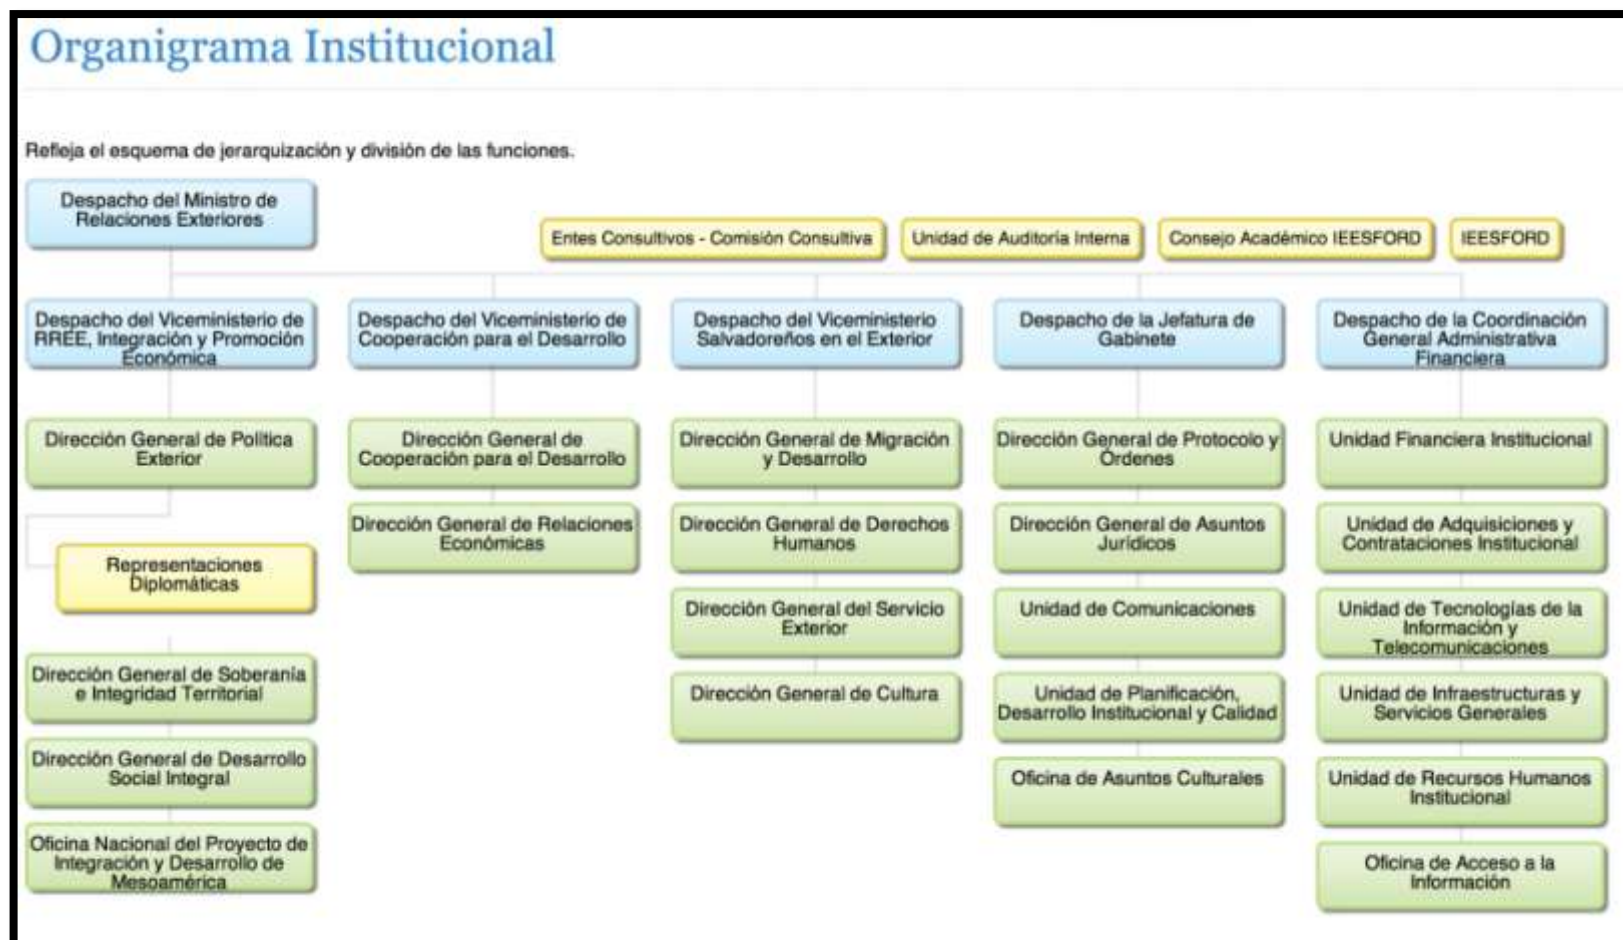 Organigrama Institucional
Refleja el esquema de jerarquización y división de las funciones.
Despacho del Ministro de
Relaciones Exteriores
Entes Consultivos - Comisión Consultiva
Unidad de Auditoría Interna
Consejo Académico IEESFORD
IEESFORD
Despacho del Viceministerio de
RREE, Integración y Promoción
Económica
Despacho del Viceministerio de
Cooperación para el Desarrollo
Despacho del Viceministerio
Salvadoreños en el Exterior
Despacho de la Jefatura de
Gabinete
Despacho de la Coordinación
General Administrativa
Financiera
Dirección General de Política
Exterior
Dirección General de
Cooperación para el Desarrollo
Dirección General de Migración
y Desarrollo
Dirección General de Protocolo y
Órdenes
Unidad Financiera Institucional
Dirección General de Relaciones
Económicas
Dirección General de Derechos
Humanos
Dirección General de Asuntos
Jurídicos
Unidad de Adquisiciones y
Contrataciones Institucional
Representaciones
Diplomáticas
Dirección General del Servicio
Exterior
Unidad de Comunicaciones
Unidad de Tecnologías de la
Información y
Telecomunicaciones
Dirección General de Soberanía
e Integridad Territorial
Dirección General de Cultura
Unidad de Planificación,
Desarrollo Institucional y Calidad
Unidad de Infraestructuras y
Servicios Generales
Dirección General de Desarrollo
Social Integral
Oficina de Asuntos Culturales
Unidad de Recursos Humanos
Institucional
Oficina Nacional del Proyecto de
Integración y Desarrollo de
Mesoamérica
Oficina de Acceso a la
Información